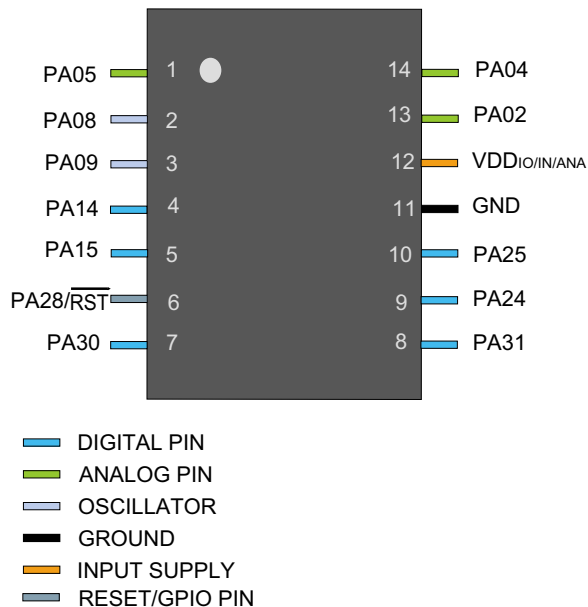 PA05 1 14 PA04
PA08 2 13 PA02
PA09 3 12 VDDIO/IN/ANA
PA14 4 11 GND
PA15 5 10 PA25
PA28/RST 6 9 PA24
PA30 7 8 PA31
DIGITAL PIN
ANALOG PIN
OSCILLATOR
GROUND
INPUT SUPPLY
RESET/GPIO PIN